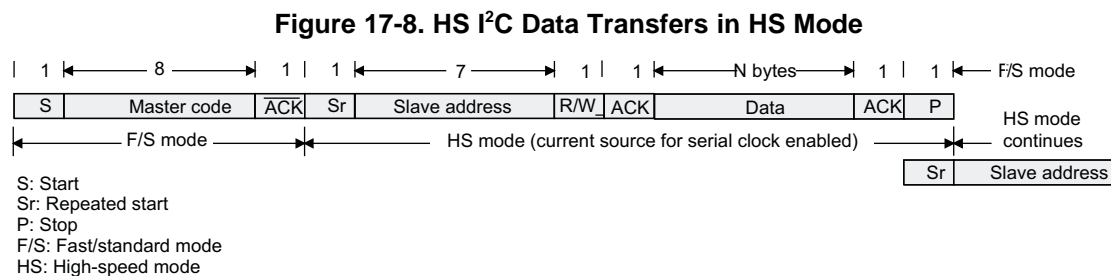 Figure 17-8. HS I²C Data Transfers in HS Mode
1 8 1 1 7 1 1 N bytes 1 1 F/S mode
S Master code ACK Sr Slave address R/W_ ACK Data ACK P
F/S mode HS mode (current source for serial clock enabled) HS mode continues
Sr Slave address
S: Start
Sr: Repeated start
P: Stop
F/S: Fast/standard mode
HS: High-speed mode